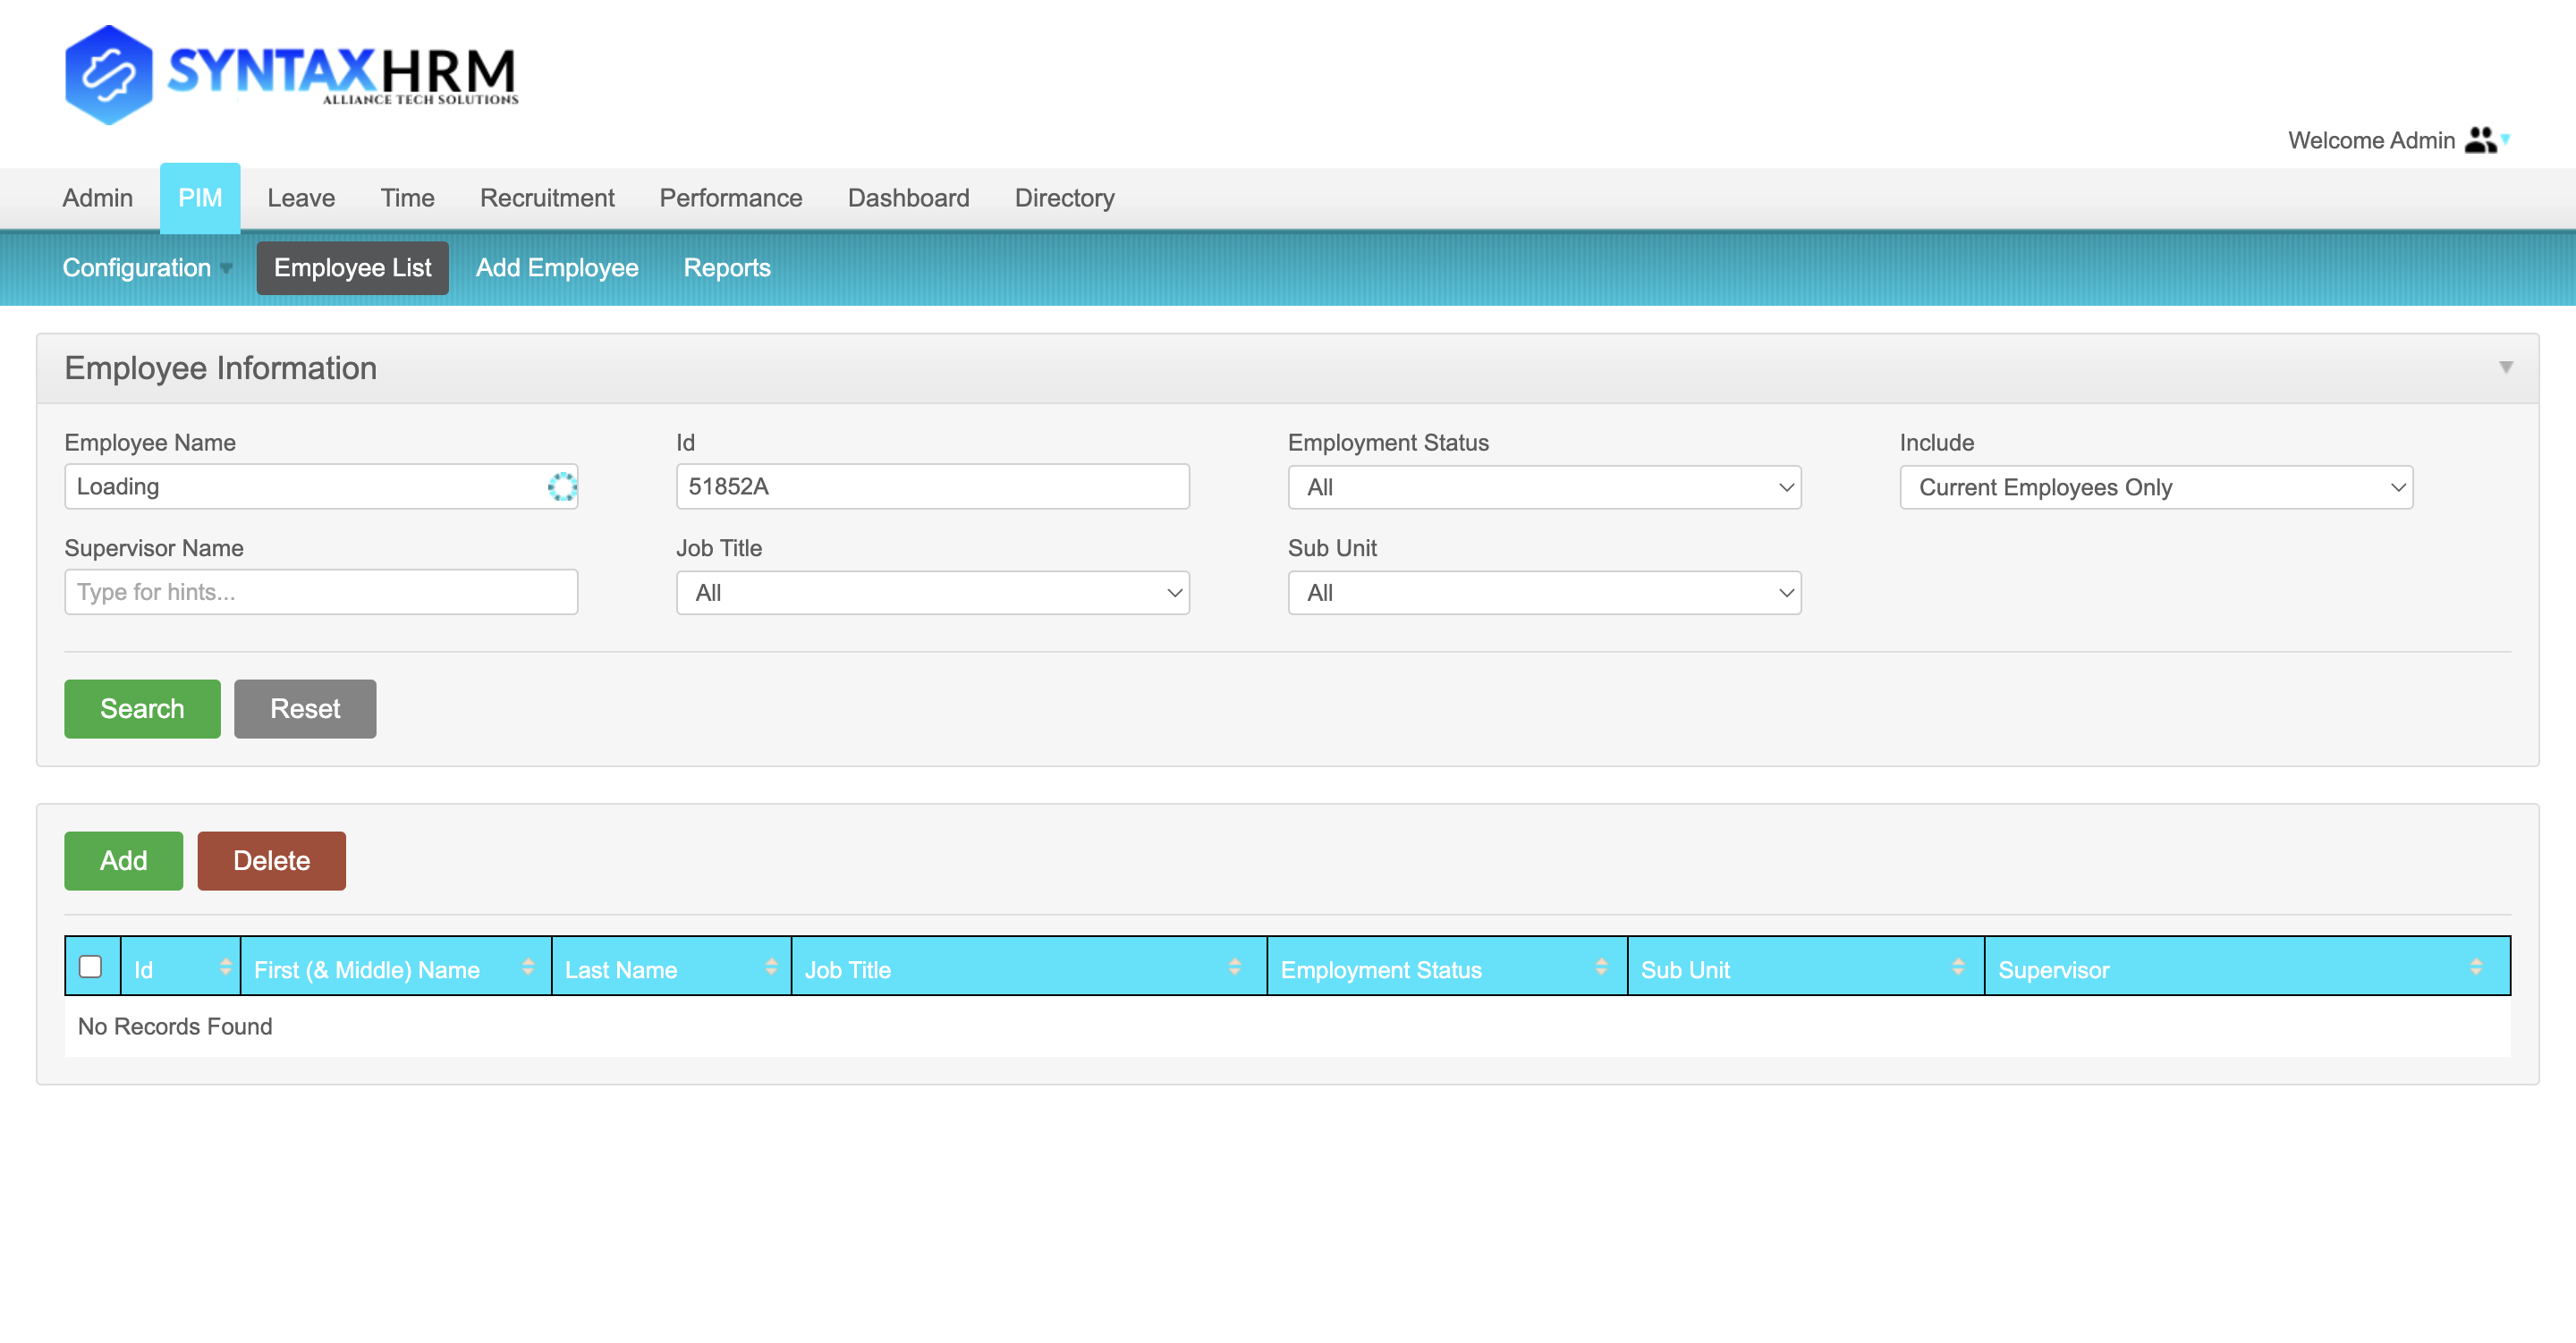 SYNTAXHRM
ALLIANCE TECH SOLUTIONS
Welcome Admin
Admin PIM Leave Time Recruitment Performance Dashboard Directory
Configuration Employee List Add Employee Reports
Employee Information
Employee Name Id Employment Status Include
Loading 51852A All Current Employees Only
Supervisor Name Job Title Sub Unit
Type for hints... All All
Search Reset
Add Delete
Id First (& Middle) Name Last Name Job Title Employment Status Sub Unit Supervisor
No Records Found